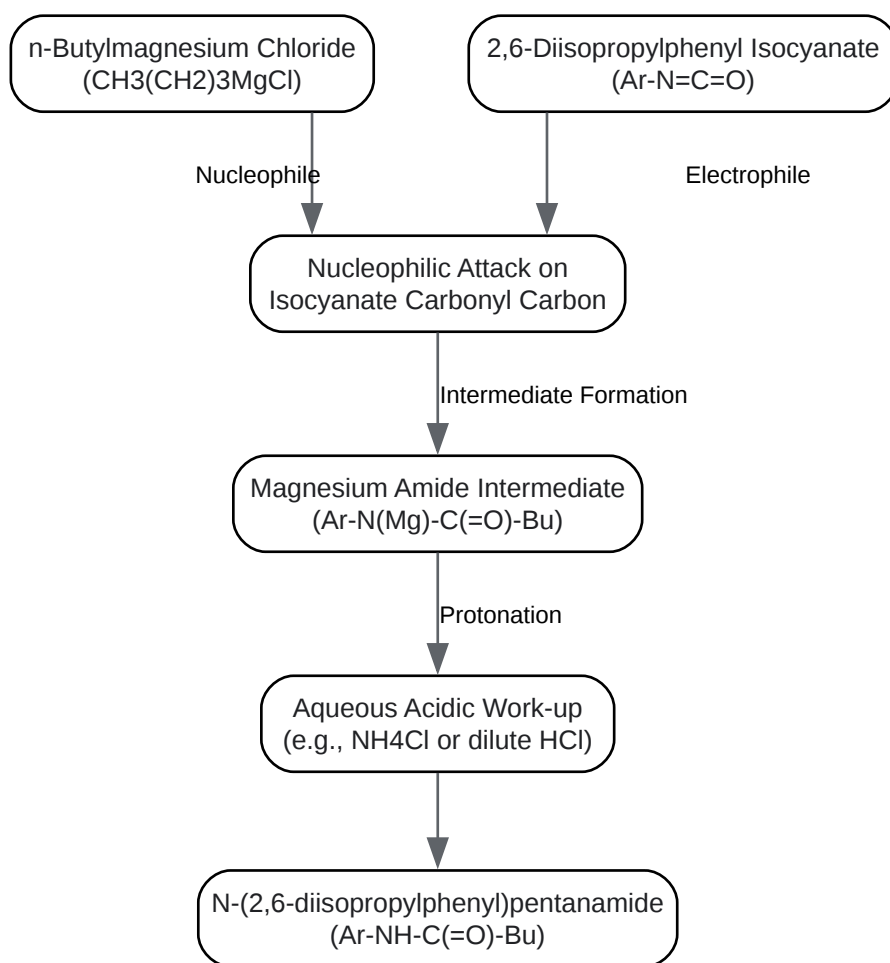 n-Butylmagnesium Chloride
(CH3(CH2)3MgCl)
2,6-Diisopropylphenyl Isocyanate
(Ar-N=C=O)
Nucleophile
Electrophile
Nucleophilic Attack on
Isocyanate Carbonyl Carbon
Intermediate Formation
Magnesium Amide Intermediate
(Ar-N(Mg)-C(=O)-Bu)
Protonation
Aqueous Acidic Work-up
(e.g., NH4Cl or dilute HCl)
N-(2,6-diisopropylphenyl)pentanamide
(Ar-NH-C(=O)-Bu)